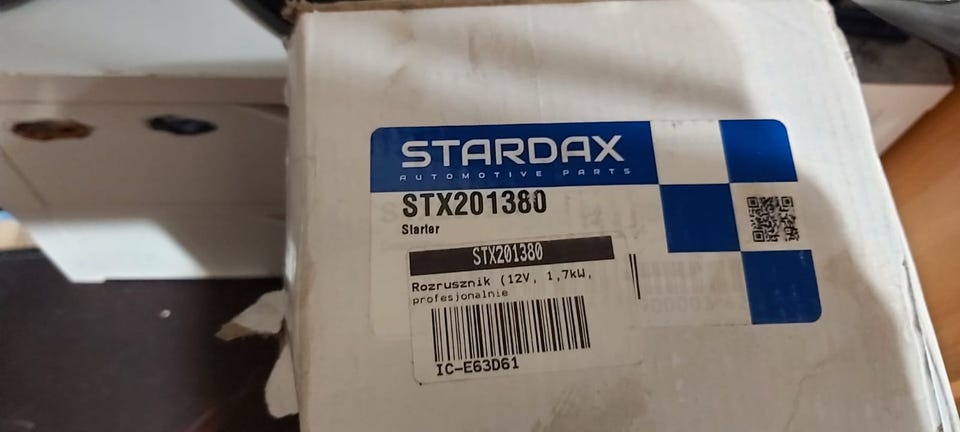 STARDAX
AUTOMOTIVE PARTS
STX201380
Starter
STX201380
Rozrusznik (12V, 1,7kW,
profesjonalnie
IC-E63D61